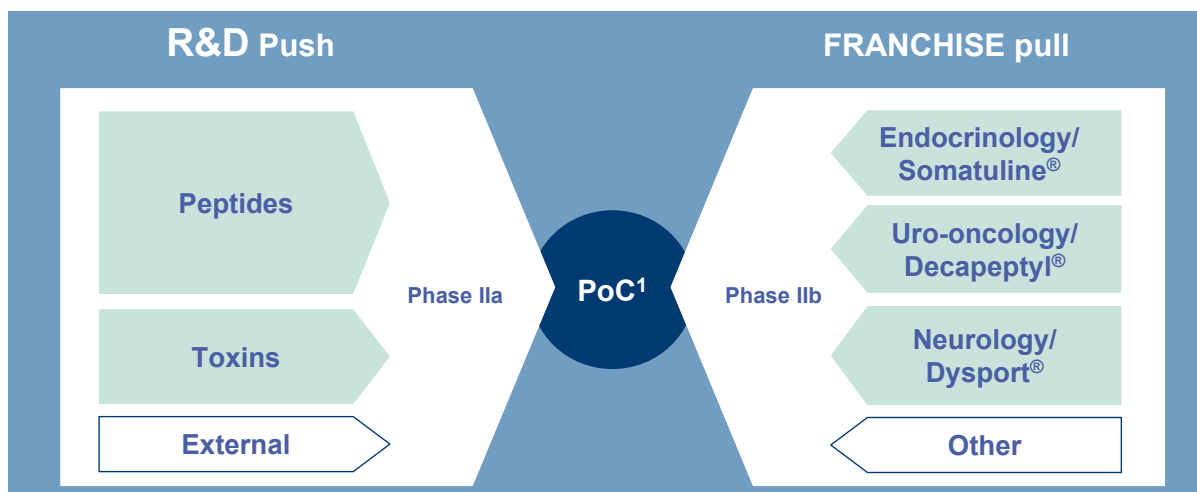 R&D Push
Peptides
Toxins
External
Phase IIa
PoC¹
FRANCHISE pull
Phase IIb
Endocrinology/
Somatuline®
Uro-oncology/
Decapeptyl®
Neurology/
Dysport®
Other